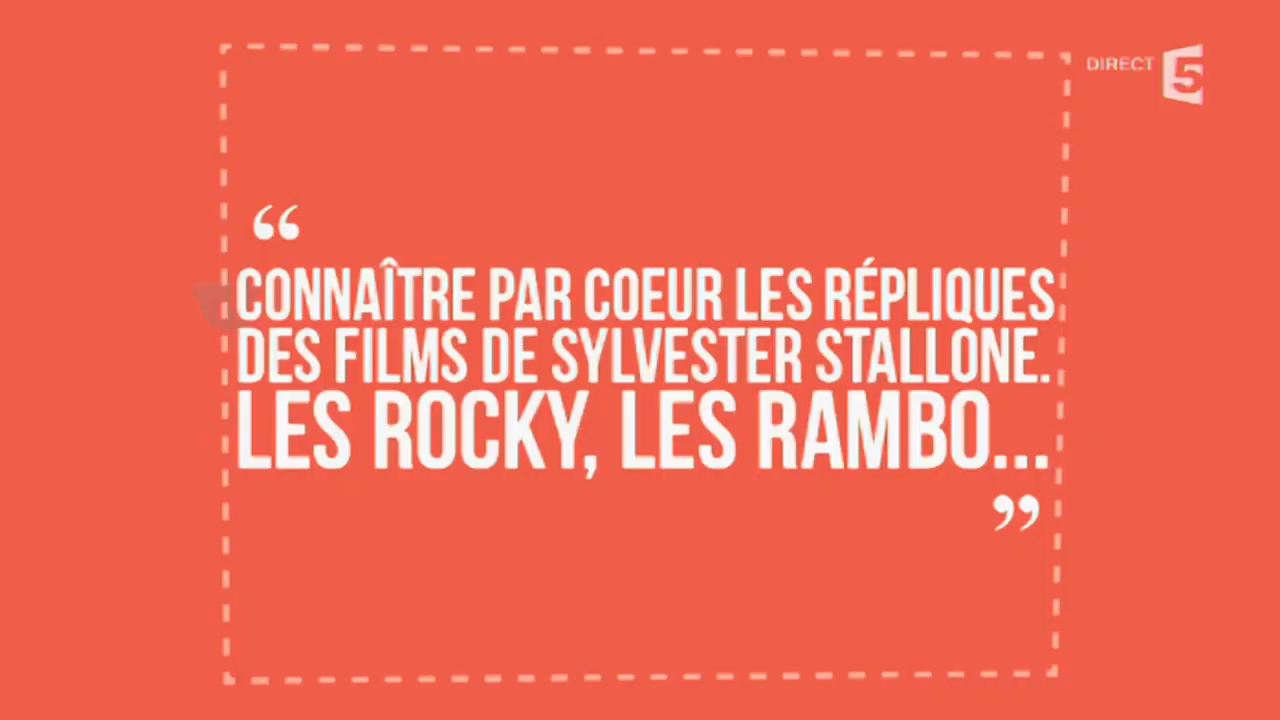 DIRECT 5
“
CONNAÎTRE PAR COEUR LES RÉPLIQUES
DES FILMS DE SYLVESTER STALLONE.
LES ROCKY, LES RAMBO...
”